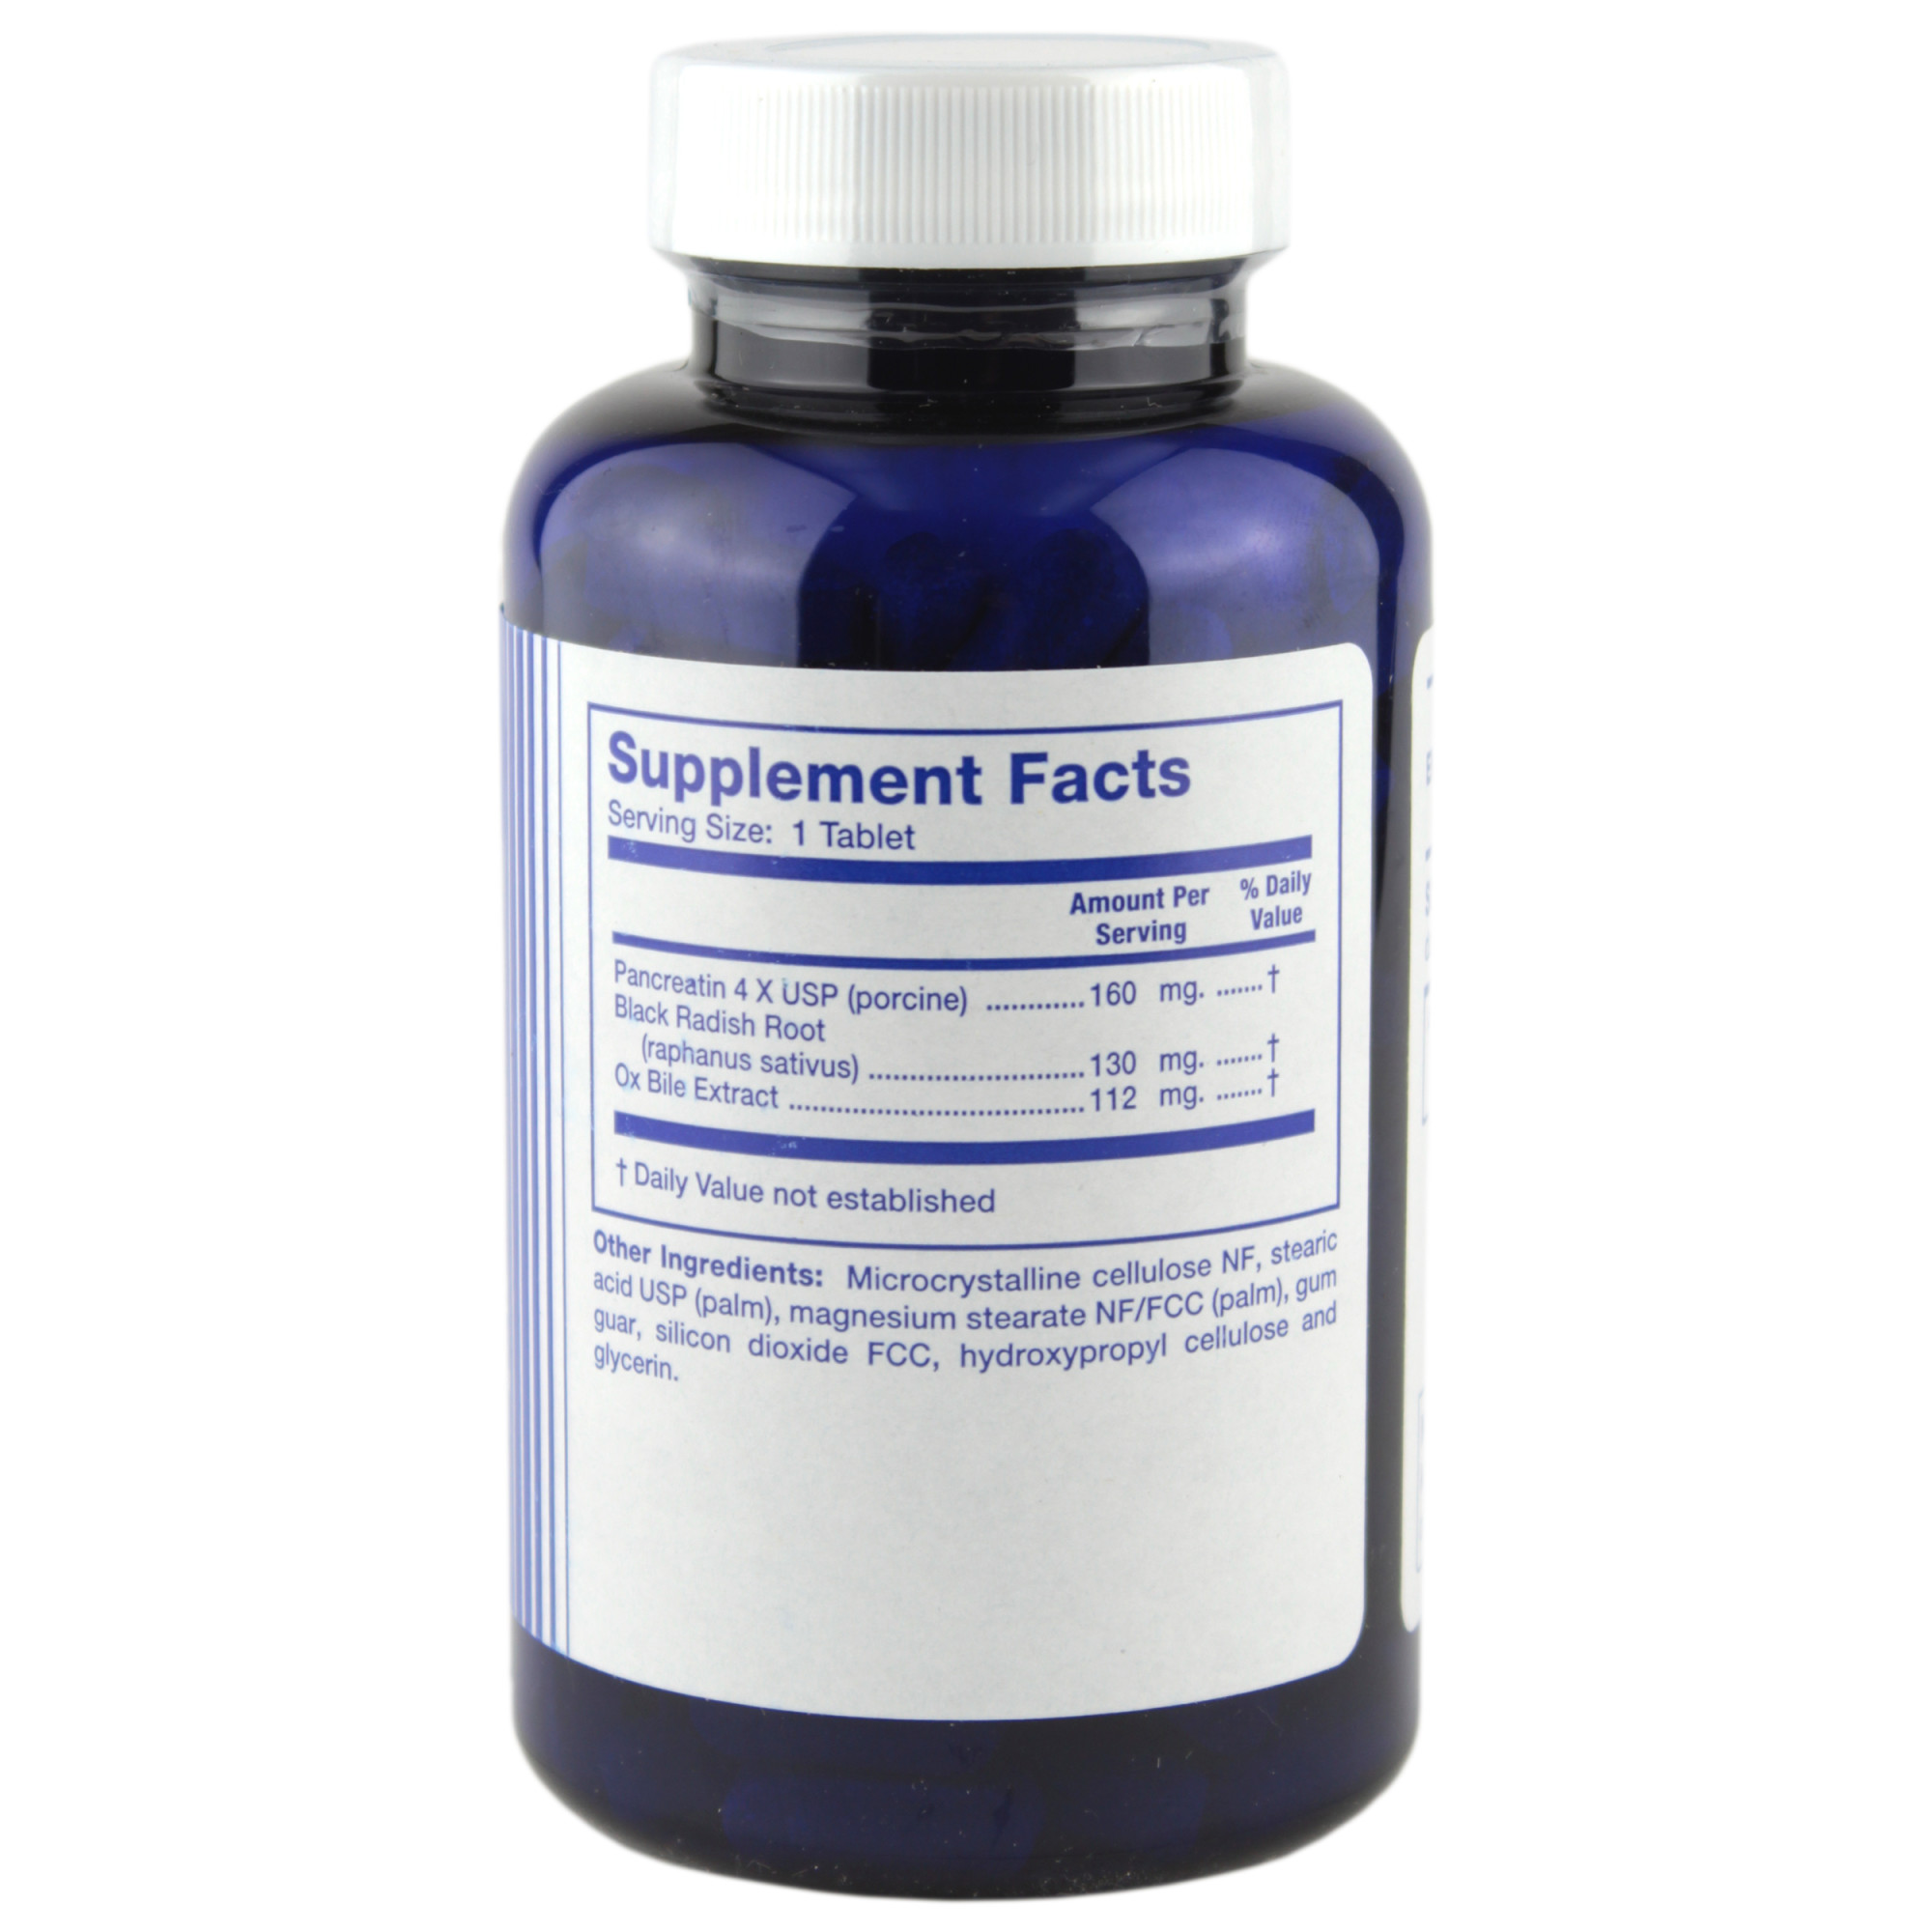 Supplement Facts
Serving Size: 1 Tablet
Amount Per % Daily
Serving Value
Pancreatin 4 X USP (porcine) ............160 mg. .......†
Black Radish Root
(raphanus sativus) ...........................130 mg. .......†
Ox Bile Extract .....................................112 mg. .......†
† Daily Value not established
Other Ingredients: Microcrystalline cellulose NF, stearic
acid USP (palm), magnesium stearate NF/FCC (palm), gum
guar, silicon dioxide FCC, hydroxypropyl cellulose and
glycerin.